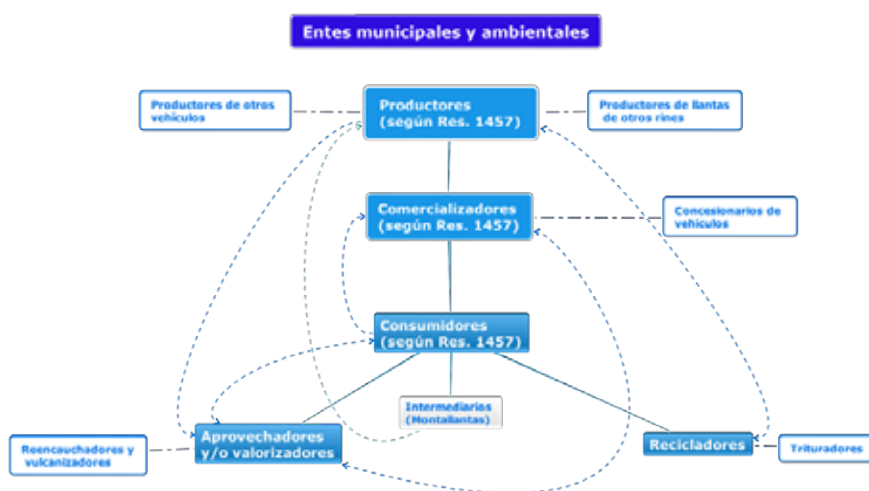 Entes municipales y ambientales
Productores de otros
vehículos
Productores
(según Res. 1457)
Productores de llantas
de otros rines
Comercializadores
(según Res. 1457)
Concesionarios de
vehículos
Consumidores
(según Res. 1457)
Intermediarios
(Montallantas)
Reencauchadores y
vulcanizadores
Aprovechadores
y/o valorizadores
Recicladores
Trituradores